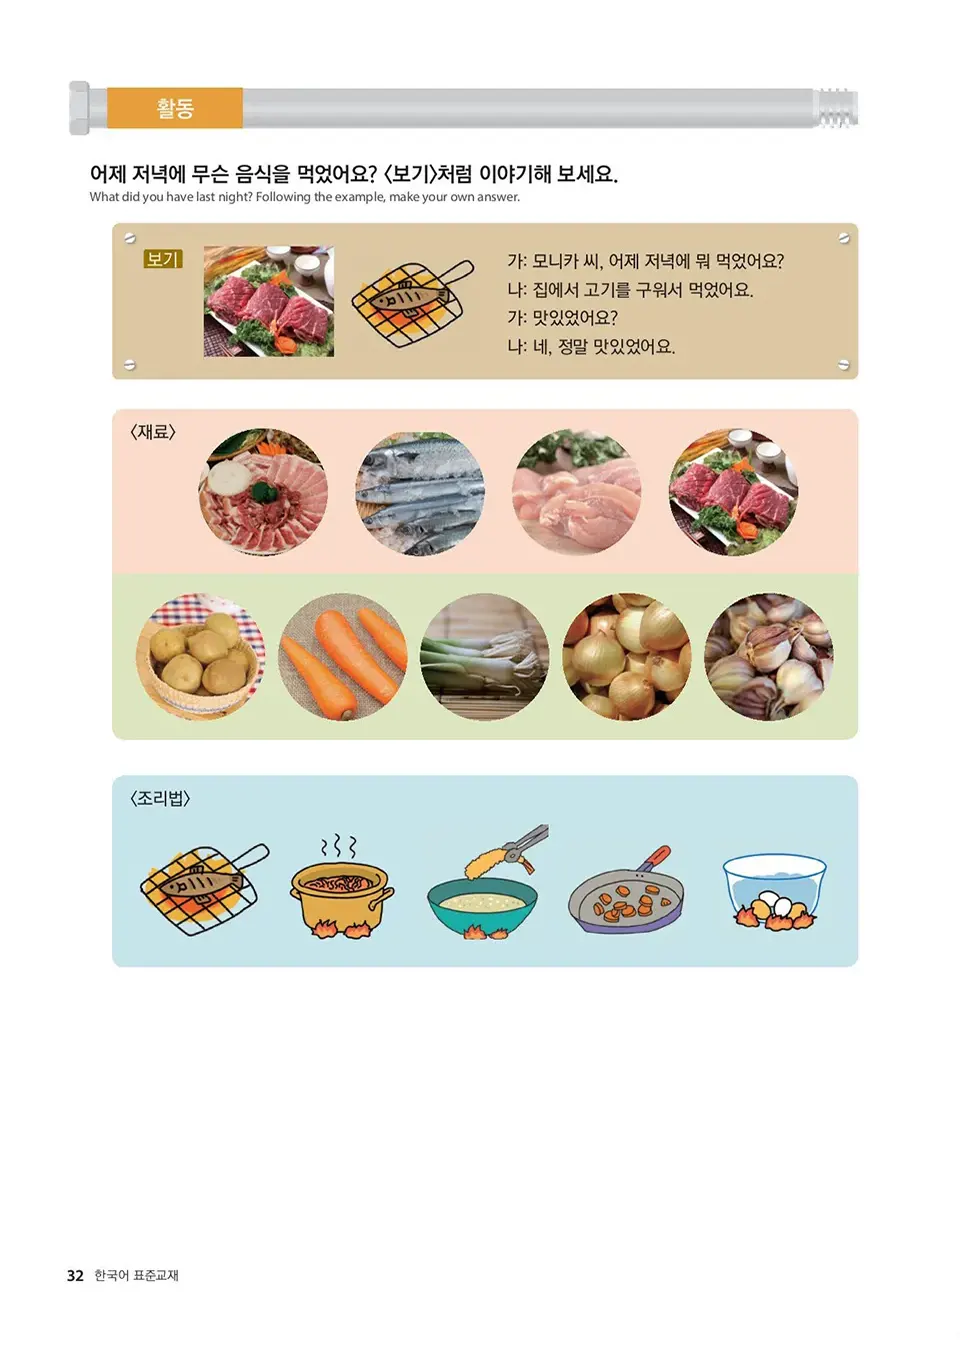 활동
어제 저녁에 무슨 음식을 먹었어요? 〈보기〉처럼 이야기해 보세요.
What did you have last night? Following the example, make your own answer.
보기
가: 모니카 씨, 어제 저녁에 뭐 먹었어요?
나: 집에서 고기를 구워서 먹었어요.
가: 맛있었어요?
나: 네, 정말 맛있었어요.
〈재료〉
〈조리법〉
32 한국어 표준교재